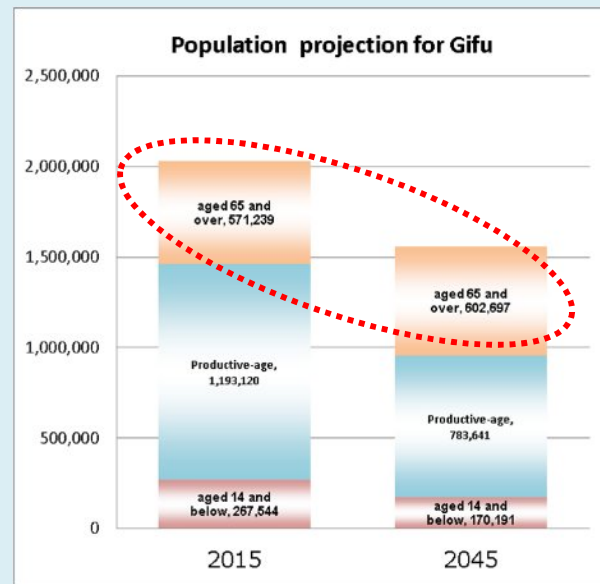 Population projection for Gifu
2,500,000
2,000,000
1,500,000
1,000,000
500,000
0
aged 65 and
over, 571,239
Productive-age,
1,193,120
aged 14 and
below, 267,544
aged 65 and
over, 602,697
Productive-age,
783,641
aged 14 and
below, 170,191
2015
2045